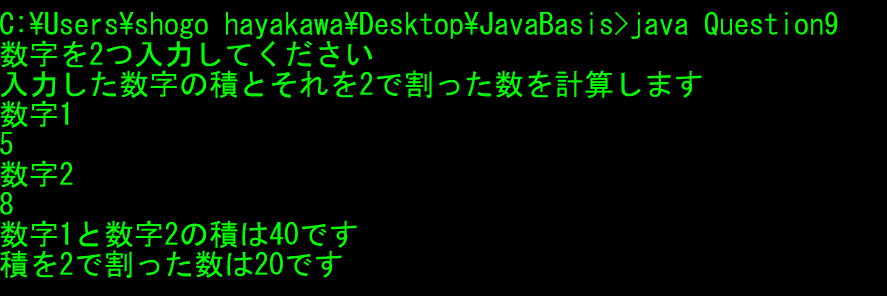 C:¥Users¥shogo hayakawa¥Desktop¥JavaBasis>java Question9
数字を2つ入力してください
入力した数字の積とそれを2で割った数を計算します
数字1
5
数字2
8
数字1と数字2の積は40です
積を2で割った数は20です